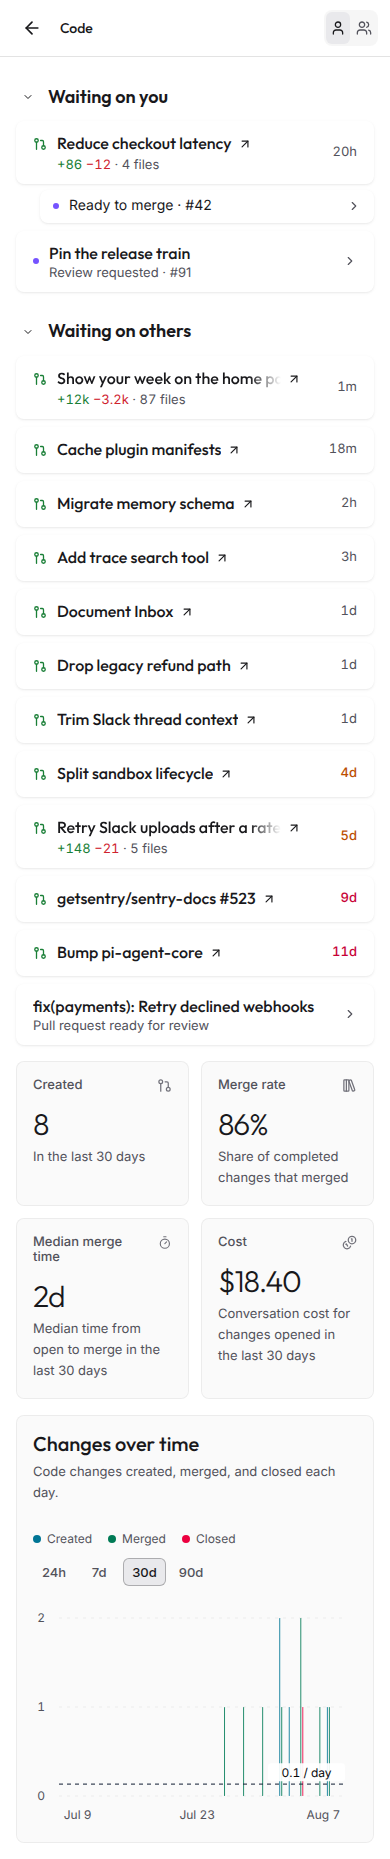 Code
Waiting on you
Reduce checkout latency
20h
+86 −12 · 4 files
Ready to merge · #42
Pin the release train
Review requested · #91
Waiting on others
Show your week on the home
1m
+12k −3.2k · 87 files
Cache plugin manifests
18m
Migrate memory schema
2h
Add trace search tool
3h
Document Inbox
1d
Drop legacy refund path
1d
Trim Slack thread context
1d
Split sandbox lifecycle
4d
Retry Slack uploads after a rate
5d
+148 −21 · 5 files
getsentry/sentry-docs #523
9d
Bump pi-agent-core
11d
fix(payments): Retry declined webhooks
Pull request ready for review
Created
8
In the last 30 days
Merge rate
86%
Share of completed
changes that merged
Median merge
time
2d
Median time from
open to merge in the
last 30 days
Cost
$18.40
Conversation cost for
changes opened in
the last 30 days
Changes over time
Code changes created, merged, and closed each
day.
Created Merged Closed
24h 7d 30d 90d
2
1
0.1 / day
0
Jul 9 Jul 23 Aug 7